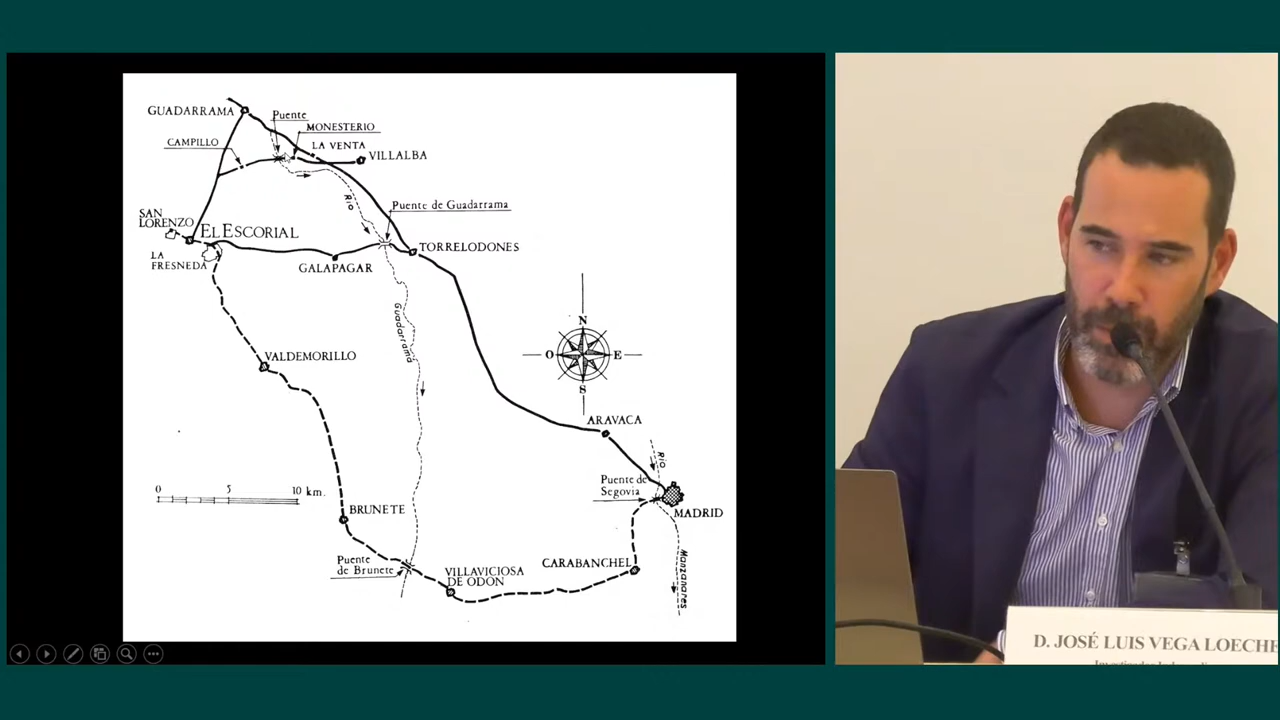 GUADARRAMA
Puente
MONESTERIO
CAMPILLO
LA VENTA
VILLALBA
Río
Puente de Guadarrama
SAN
LORENZO
EL ESCORIAL
LA
FRESNEDA
GALAPAGAR
TORRELODONES
Guadarrama
N
O
E
S
VALDEMORILLO
ARAVACA
Río
Puente de
Segovia
MADRID
0 5 10 km.
BRUNETE
Puente
de Brunete
VILLAVICIOSA
DE ODON
CARABANCHEL
Manzanares
D. JOSÉ LUIS VEGA LOECHE